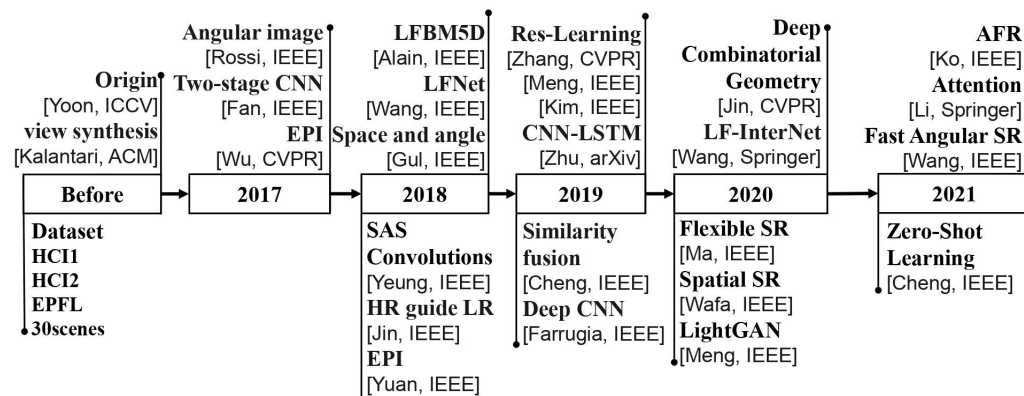 Origin
[Yoon, ICCV]
view synthesis
[Kalantari, ACM]
Before
Dataset
HCI1
HCI2
EPFL
30scenes
Angular image
[Rossi, IEEE]
Two-stage CNN
[Fan, IEEE]
EPI
[Wu, CVPR]
2017
LFBM5D
[Alain, IEEE]
LFNet
[Wang, IEEE]
Space and angle
[Gul, IEEE]
2018
SAS
Convolutions
[Yeung, IEEE]
HR guide LR
[Jin, IEEE]
EPI
[Yuan, IEEE]
Res-Learning
[Zhang, CVPR]
[Meng, IEEE]
[Kim, IEEE]
CNN-LSTM
[Zhu, arXiv]
2019
Similarity
fusion
[Cheng, IEEE]
Deep CNN
[Farrugia, IEEE]
Deep
Combinatorial
Geometry
[Jin, CVPR]
LF-InterNet
[Wang, Springer]
2020
Flexible SR
[Ma, IEEE]
Spatial SR
[Wafa, IEEE]
LightGAN
[Meng, IEEE]
AFR
[Ko, IEEE]
Attention
[Li, Springer]
Fast Angular SR
[Wang, IEEE]
2021
Zero-Shot
Learning
[Cheng, IEEE]